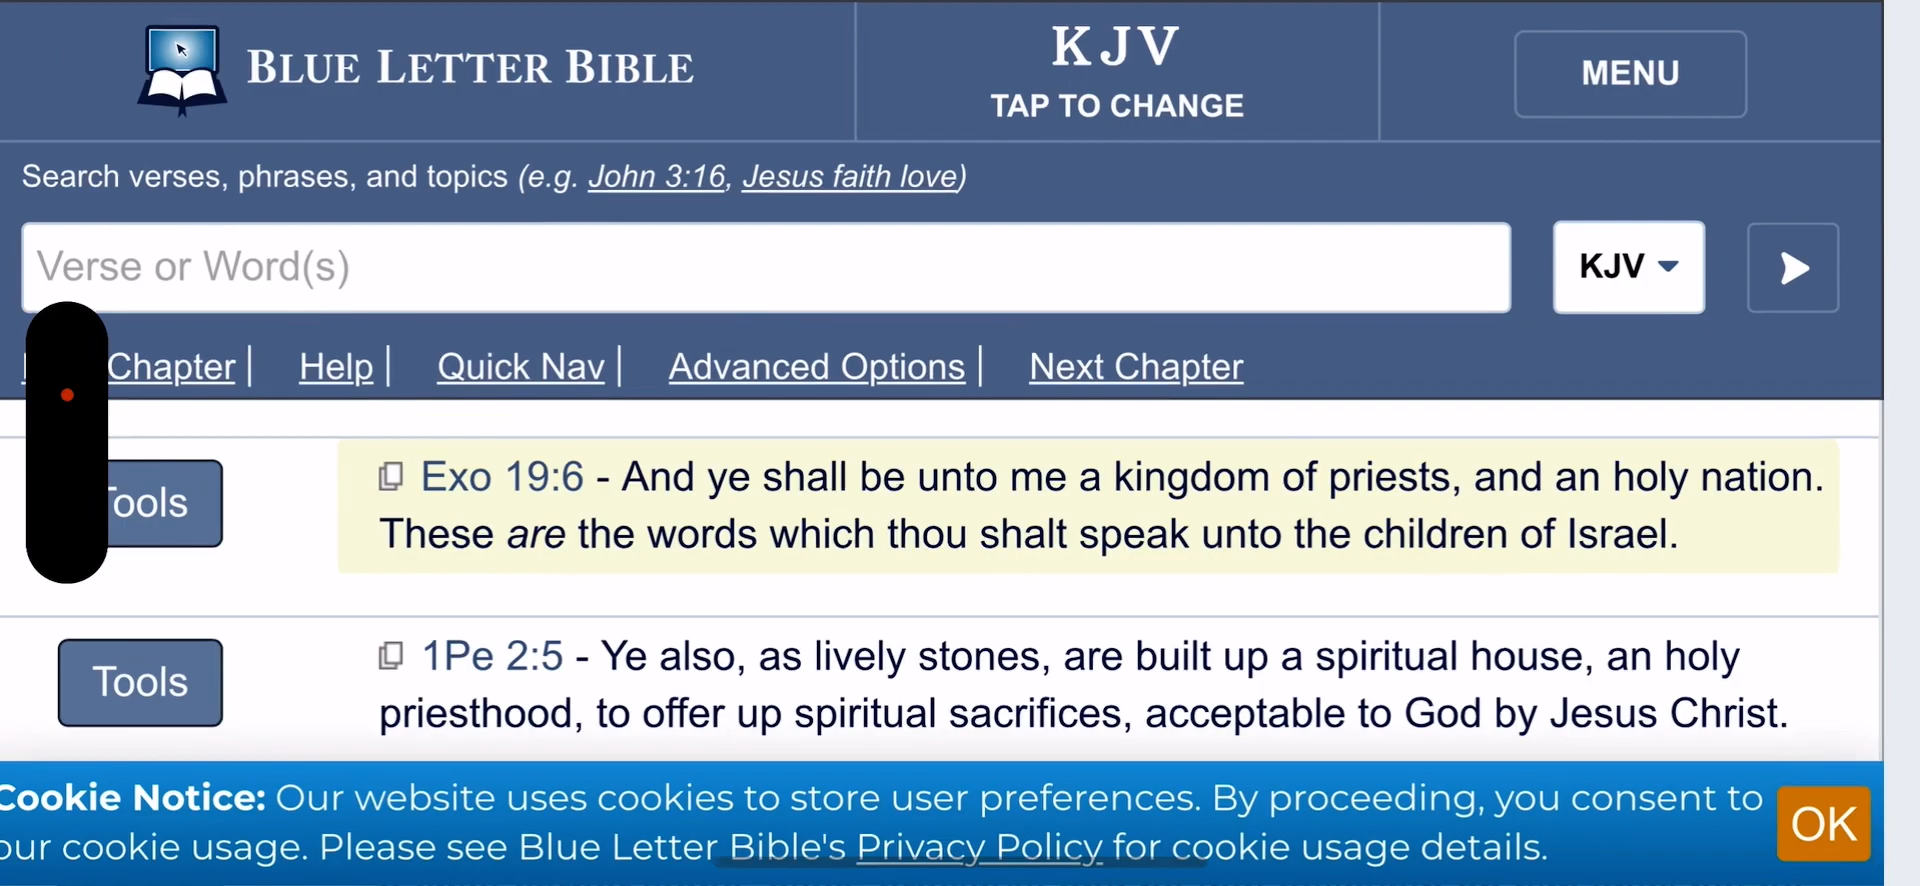 BLUE LETTER BIBLE
KJV
TAP TO CHANGE
MENU
Search verses, phrases, and topics (e.g. John 3:16, Jesus faith love)
Verse or Word(s)
KJV
Chapter| Help| Quick Nav| Advanced Options| Next Chapter
Tools
Exo 19:6 - And ye shall be unto me a kingdom of priests, and an holy nation.
These are the words which thou shalt speak unto the children of Israel.
Tools
1Pe 2:5 - Ye also, as lively stones, are built up a spiritual house, an holy
priesthood, to offer up spiritual sacrifices, acceptable to God by Jesus Christ.
Cookie Notice: Our website uses cookies to store user preferences. By proceeding, you consent to
our cookie usage. Please see Blue Letter Bible's Privacy Policy for cookie usage details.
OK